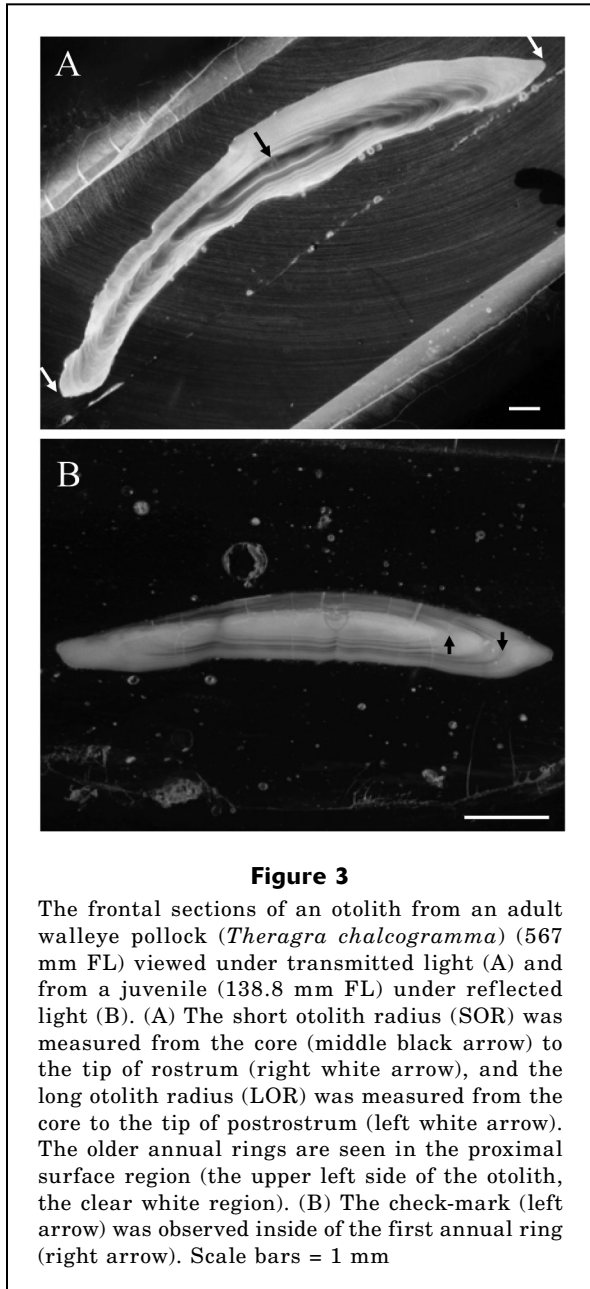 A
B
Figure 3
The frontal sections of an otolith from an adult
walleye pollock (Theragra chalcogramma) (567
mm FL) viewed under transmitted light (A) and
from a juvenile (138.8 mm FL) under reflected
light (B). (A) The short otolith radius (SOR) was
measured from the core (middle black arrow) to
the tip of rostrum (right white arrow), and the
long otolith radius (LOR) was measured from the
core to the tip of postrostrum (left white arrow).
The older annual rings are seen in the proximal
surface region (the upper left side of the otolith,
the clear white region). (B) The check-mark (left
arrow) was observed inside of the first annual ring
(right arrow). Scale bars = 1 mm